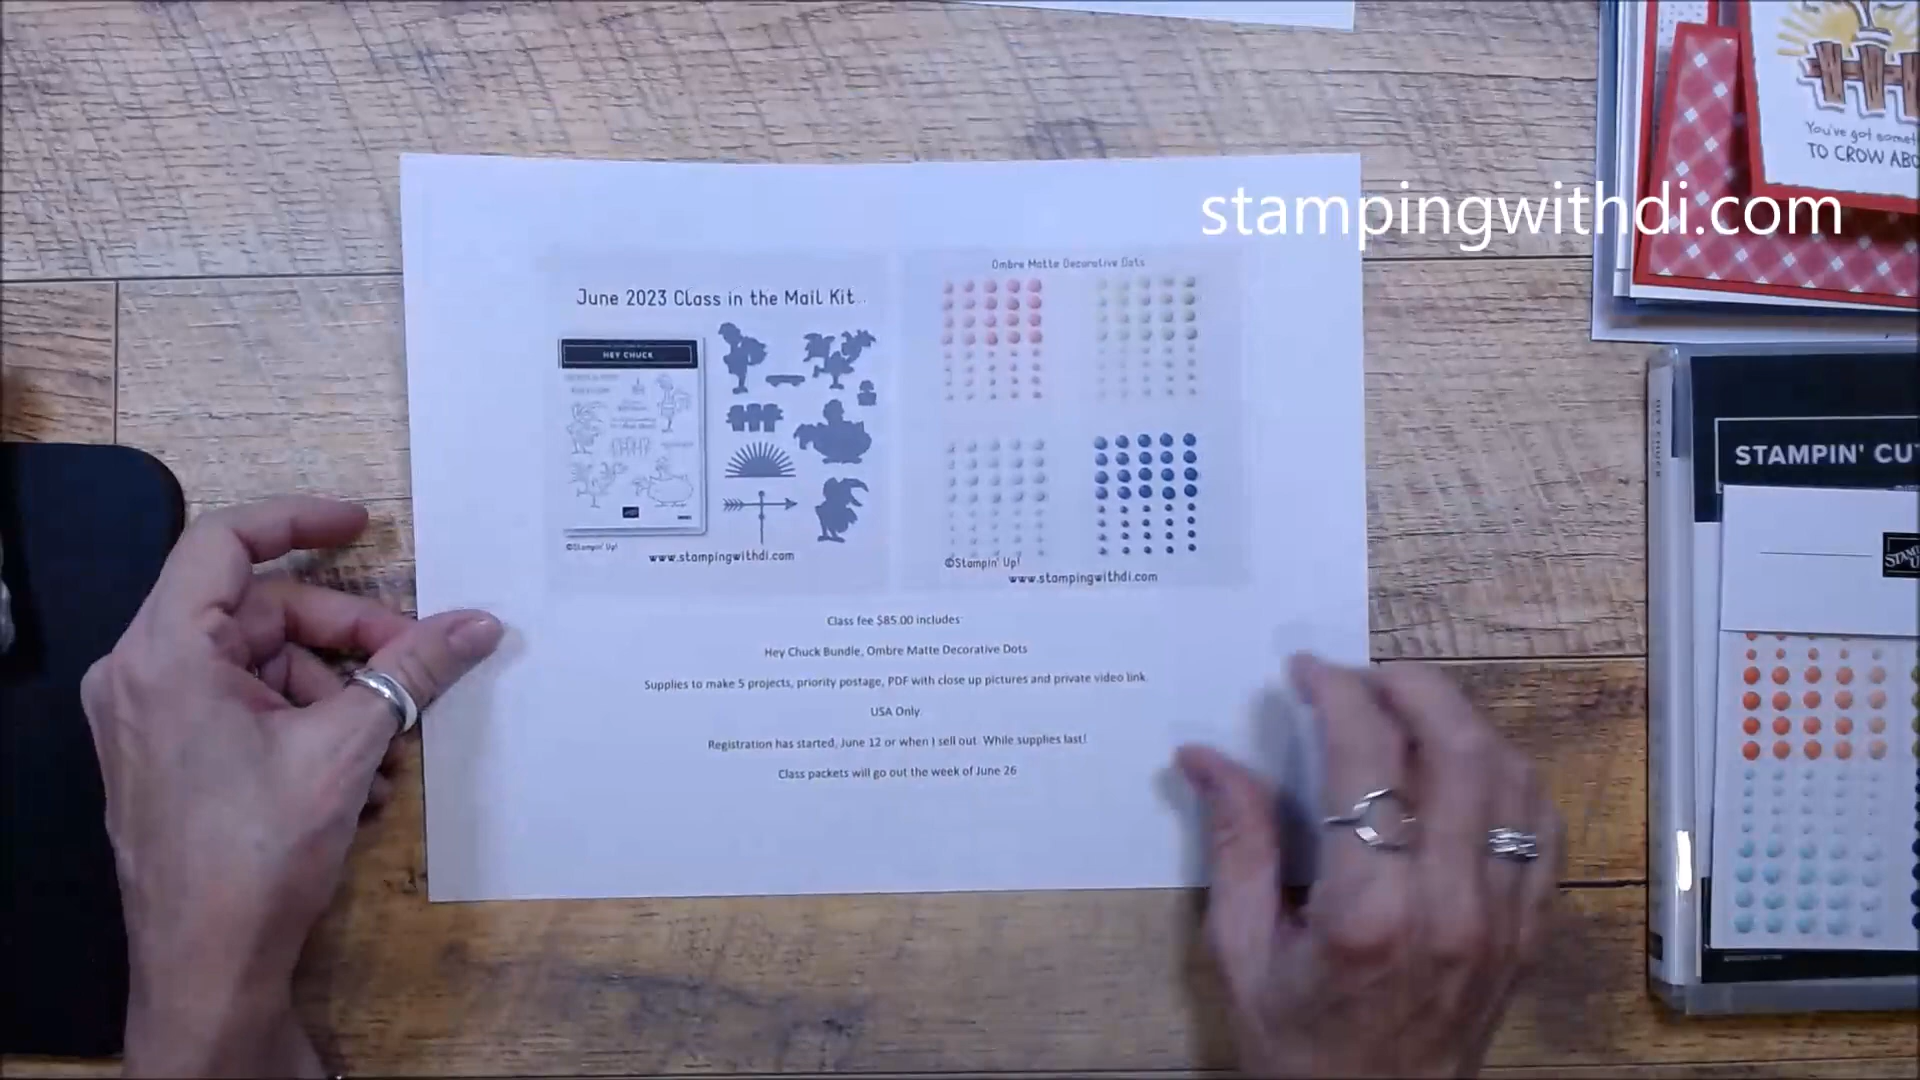 You've got somet
TO CROW ABO
stampingwithdi.com
June 2023 Class in the Mail Kit
HEY CHUCK
©Stampin' Up!
www.stampingwithdi.com
Ombre Matte Decorative Dots
©Stampin' Up!
www.stampingwithdi.com
Class fee $85.00 includes
Hey Chuck Bundle, Ombre Matte Decorative Dots
Supplies to make 5 projects, priority postage, PDF with close up pictures and private video link.
USA Only.
Registration has started, June 12 or when I sell out. While supplies last!
Class packets will go out the week of June 26
STAMPIN' CU